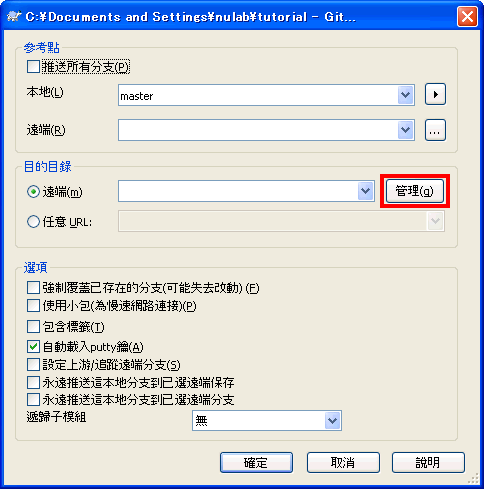 C:¥Documents and Settings¥nulab¥tutorial - Git...
參考點
推送所有分支(P)
本地(L)
master
遠端(R)
...
目的目錄
遠端(m)
管理(g)
任意 URL:
選項
強制覆蓋已存在的分支(可能失去改動) (F)
使用小包(為慢速網路連接)(P)
包含標籤(T)
自動載入putty鑰(A)
設定上游/追蹤遠端分支(S)
永遠推送這本地分支到已選遠端保存
永遠推送這本地分支到已選遠端分支
遞歸子模組
無
確定
取消
說明